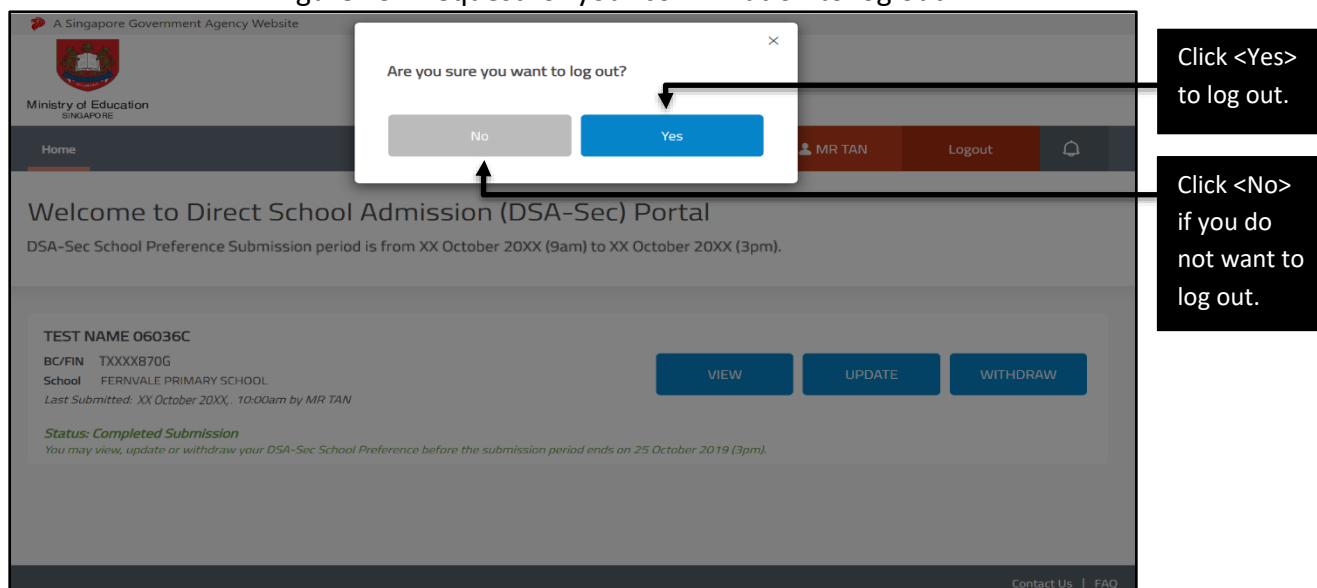 A Singapore Government Agency Website
Ministry of Education
SINGAPORE
Are you sure you want to log out?
No
Yes
Home
MR TAN
Logout
Welcome to Direct School Admission (DSA-Sec) Portal
DSA-Sec School Preference Submission period is from XX October 20XX (9am) to XX October 20XX (3pm).
TEST NAME 06036C
BC/FIN TXXXX870G
School FERNVALE PRIMARY SCHOOL
Last Submitted: XX October 20XX, . 10:00am by MR TAN
VIEW
UPDATE
WITHDRAW
Status: Completed Submission
You may view, update or withdraw your DSA-Sec School Preference before the submission period ends on 25 October 2019 (3pm).
Contact Us | FAQ
Click <Yes>
to log out.
Click <No>
if you do
not want to
log out.